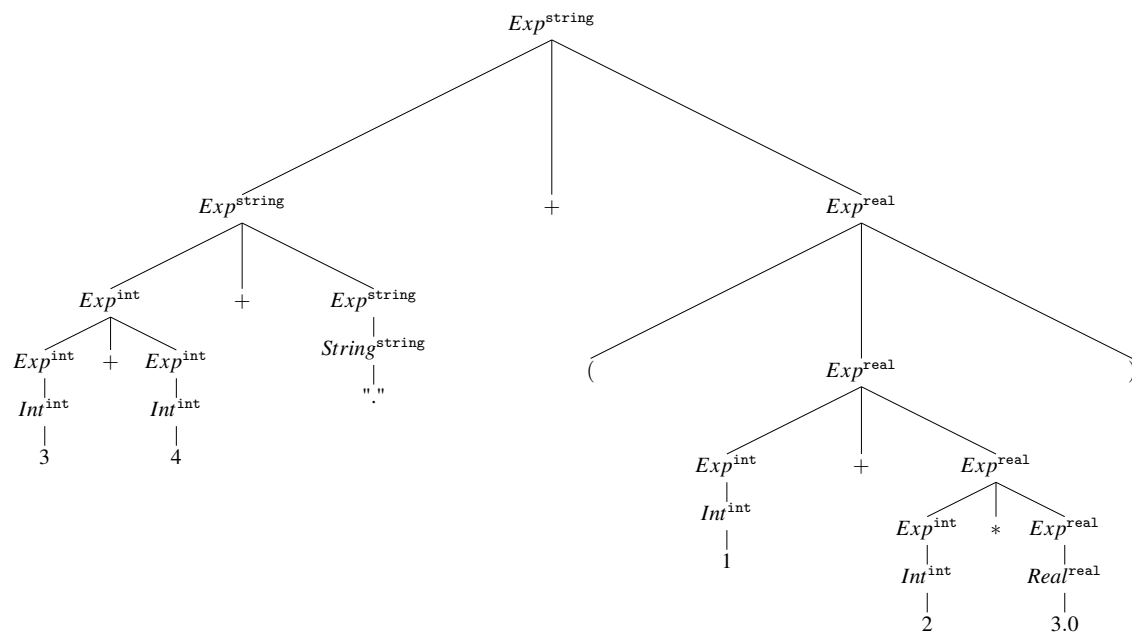 Exp^string
Exp^string + Exp^real
Exp^int + Exp^string
Exp^int + Exp^int String^string ( Exp^real )
"."
Int^int Int^int
3 4 Exp^int + Exp^real
Int^int Exp^int * Exp^real
1 Int^int Real^real
2 3.0